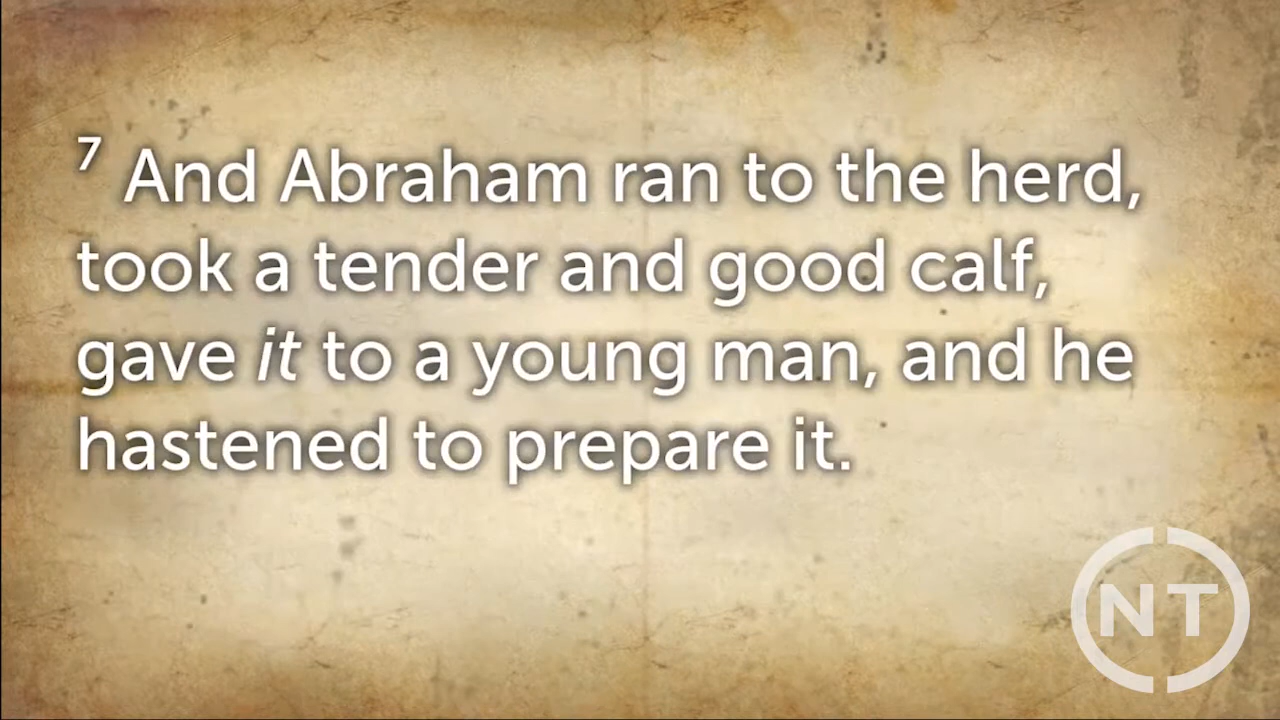 7 And Abraham ran to the herd,
took a tender and good calf,
gave it to a young man, and he
hastened to prepare it.
NT